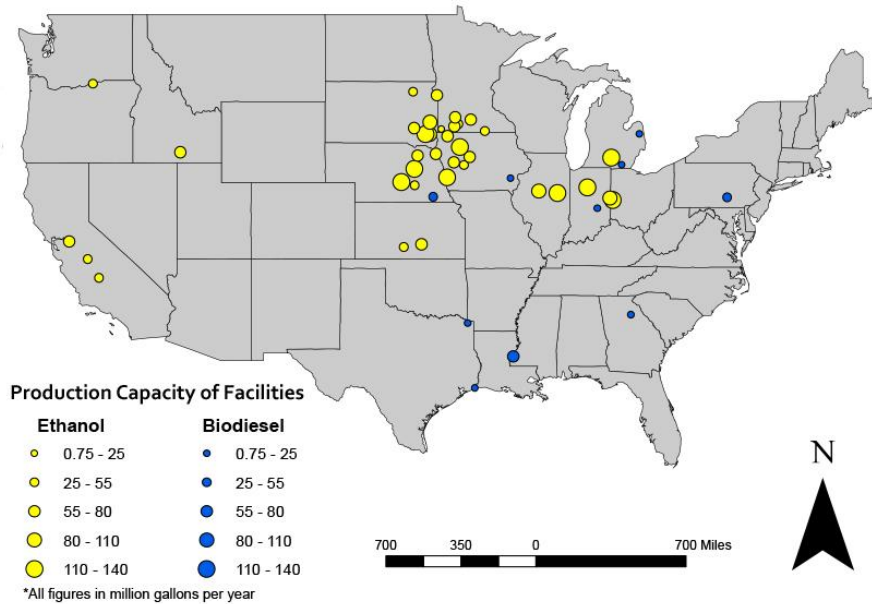 Production Capacity of Facilities
Ethanol Biodiesel
0.75 - 25 0.75 - 25
25 - 55 25 - 55
55 - 80 55 - 80
80 - 110 80 - 110
110 - 140 110 - 140
*All figures in million gallons per year
700 350 0 700 Miles
N